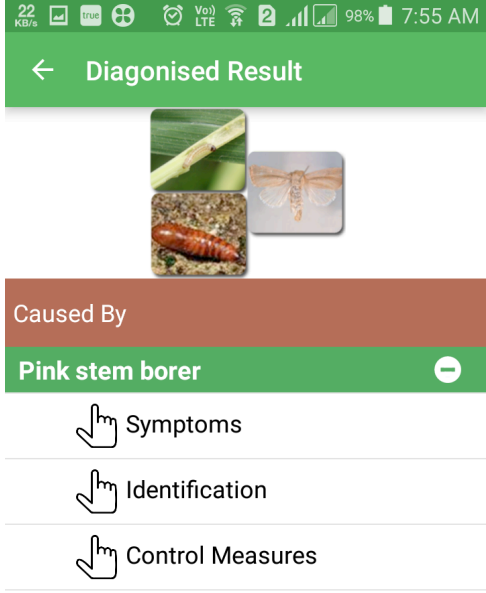 22
KB/s
true
Vo))
LTE
2
98%
7:55 AM
Diagonised Result
Caused By
Pink stem borer
Symptoms
Identification
Control Measures